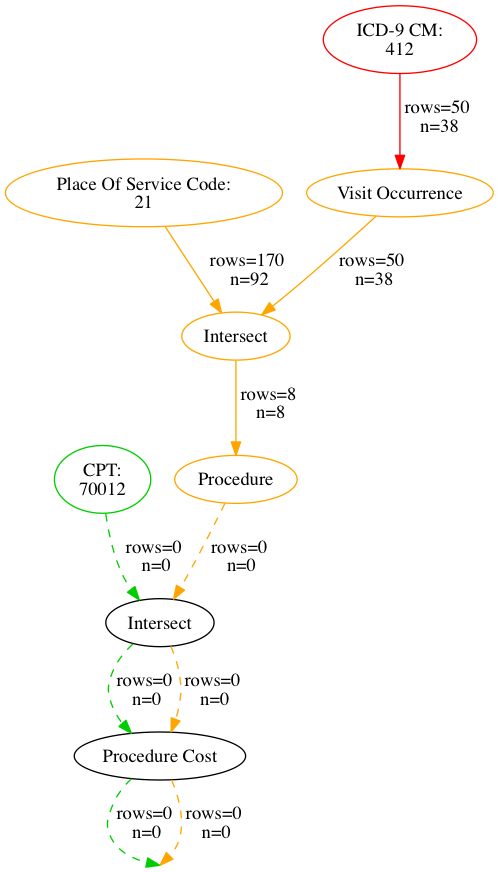 ICD-9 CM:
412
rows=50
n=38
Place Of Service Code:
21
Visit Occurrence
rows=170
n=92
rows=50
n=38
Intersect
rows=8
n=8
CPT:
70012
Procedure
rows=0
n=0
rows=0
n=0
Intersect
rows=0
n=0
rows=0
n=0
Procedure Cost
rows=0
n=0
rows=0
n=0